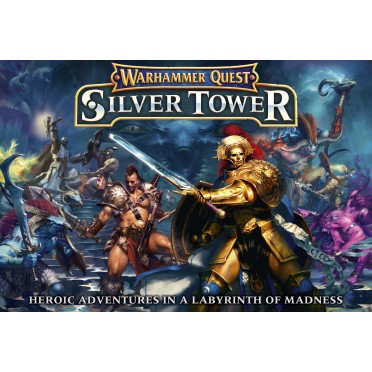 WARHAMMER QUEST
SILVER TOWER
HEROIC ADVENTURES IN A LABYRINTH OF MADNESS